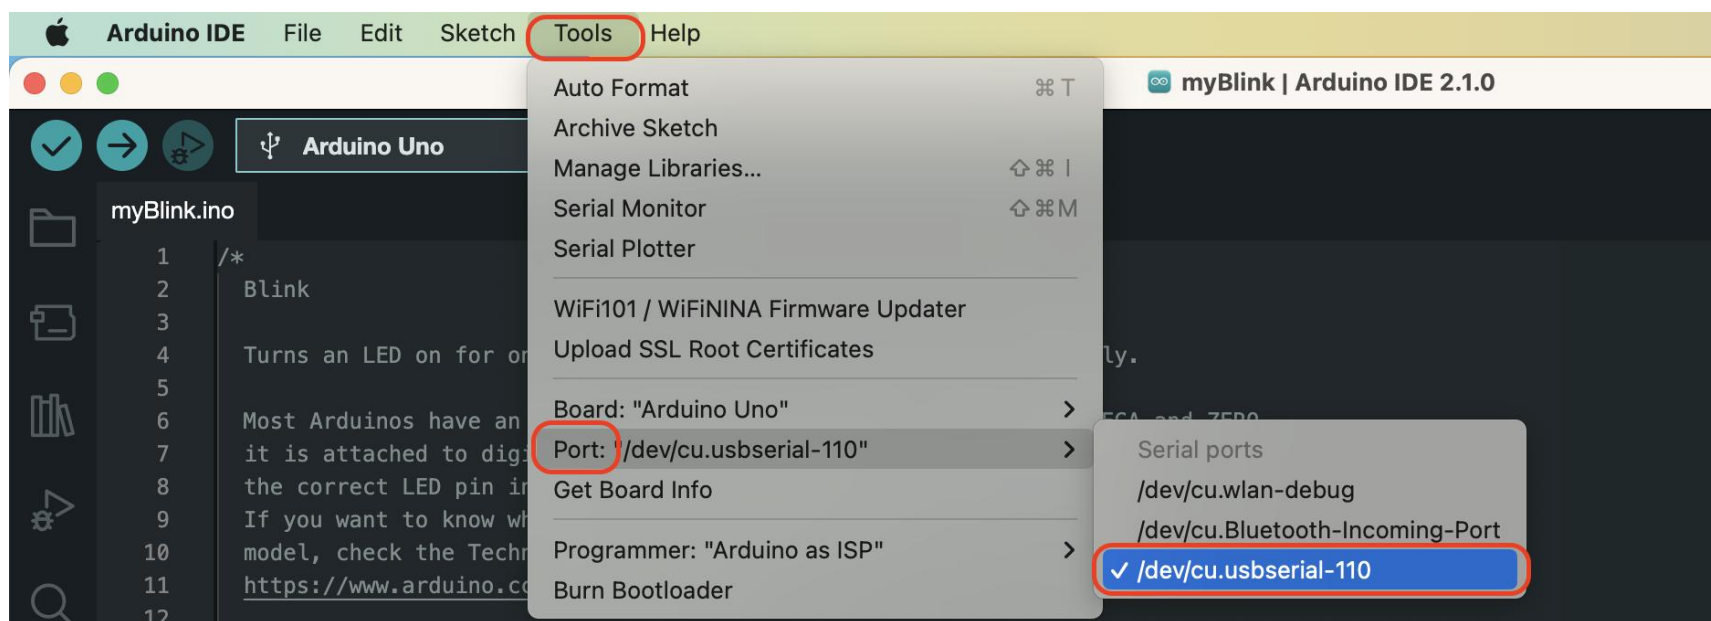 Arduino IDE File Edit Sketch Tools Help
myBlink | Arduino IDE 2.1.0
Arduino Uno
myBlink.ino
1 /*
2 Blink
3
4 Turns an LED on for ly.
5
6 Most Arduinos have an and
7 it is attached to
8 the correct LED pin
9 If you want to know
10 model, check the
11 https://www.arduino.
12
Auto Format ⌘ T
Archive Sketch
Manage Libraries... ⇧ ⌘ I
Serial Monitor ⇧ ⌘ M
Serial Plotter
WiFi101 / WiFiNINA Firmware Updater
Upload SSL Root Certificates
Board: "Arduino Uno"
Port: "/dev/cu.usbserial-110"
Get Board Info
Programmer: "Arduino as ISP"
Burn Bootloader
Serial ports
/dev/cu.wlan-debug
/dev/cu.Bluetooth-Incoming-Port
✓ /dev/cu.usbserial-110